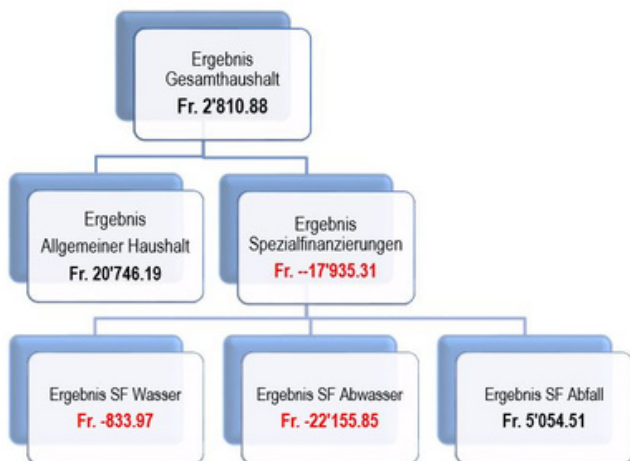 Ergebnis
Gesamthaushalt
Fr. 2'810.88
Ergebnis
Allgemeiner Haushalt
Fr. 20'746.19
Ergebnis
Spezialfinanzierungen
Fr. --17'935.31
Ergebnis SF Wasser
Fr. -833.97
Ergebnis SF Abwasser
Fr. -22'155.85
Ergebnis SF Abfall
Fr. 5'054.51